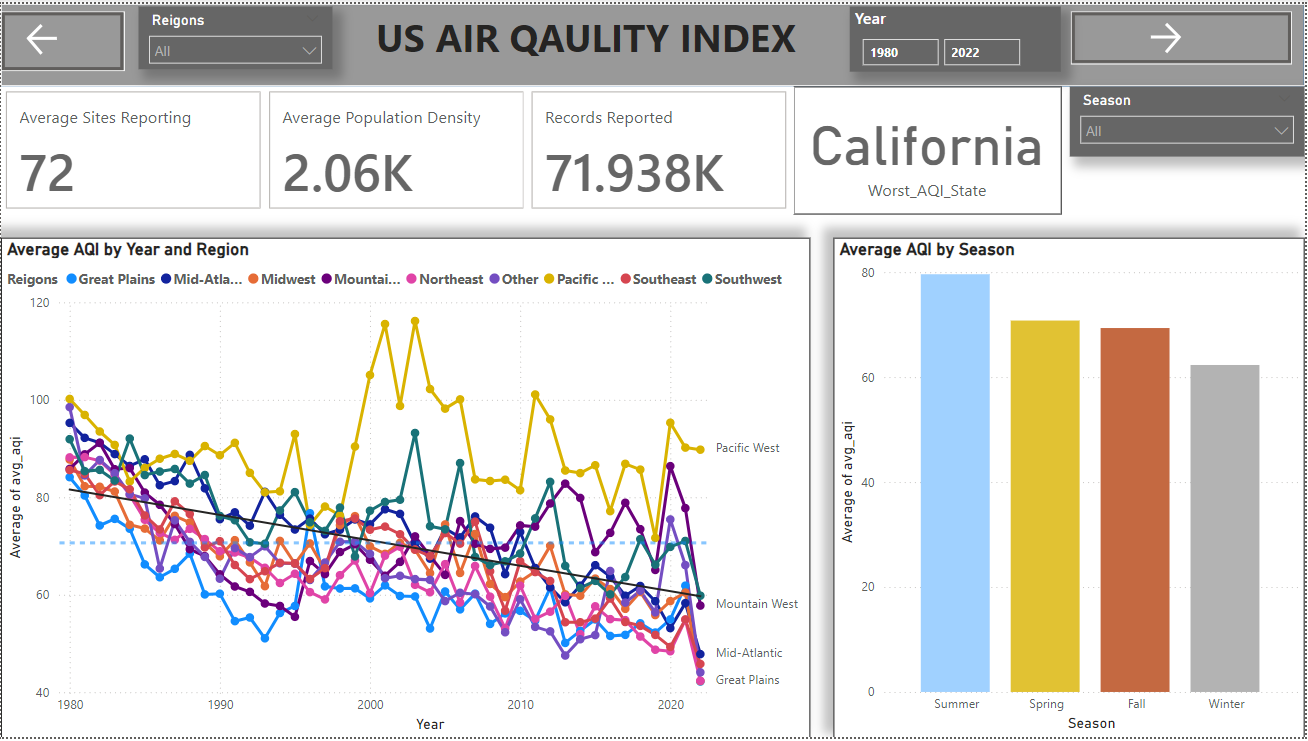 Reigons
All
US AIR QAULITY INDEX
Year
1980 2022
Average Sites Reporting
72
Average Population Density
2.06K
Records Reported
71.938K
California
Worst_AQI_State
Season
All
Average AQI by Year and Region
Reigons Great Plains Mid-Atla... Midwest Mountai... Northeast Other Pacific ... Southeast Southwest
120
100
80
60
40
Average of avg_aqi
Pacific West
Mountain West
Mid-Atlantic
Great Plains
1980 1990 2000 2010 2020
Year
Average AQI by Season
80
60
40
20
0
Average of avg_aqi
Summer Spring Fall Winter
Season